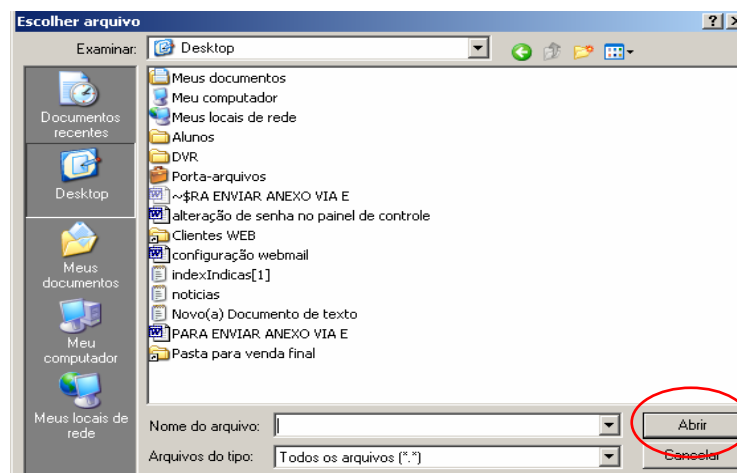 Escolher arquivo
Examinar:
Desktop
Documentos
recentes
Desktop
Meus
documentos
Meu
computador
Meus locais de
rede
Meus documentos
Meu computador
Meus locais de rede
Alunos
DVR
Porta-arquivos
~$RA ENVIAR ANEXO VIA E
alteração de senha no painel de controle
Clientes WEB
configuração webmail
indexIndicas[1]
noticias
Novo(a) Documento de texto
PARA ENVIAR ANEXO VIA E
Pasta para venda final
Nome do arquivo:
Abrir
Arquivos do tipo:
Todos os arquivos (*.*)
Cancelar